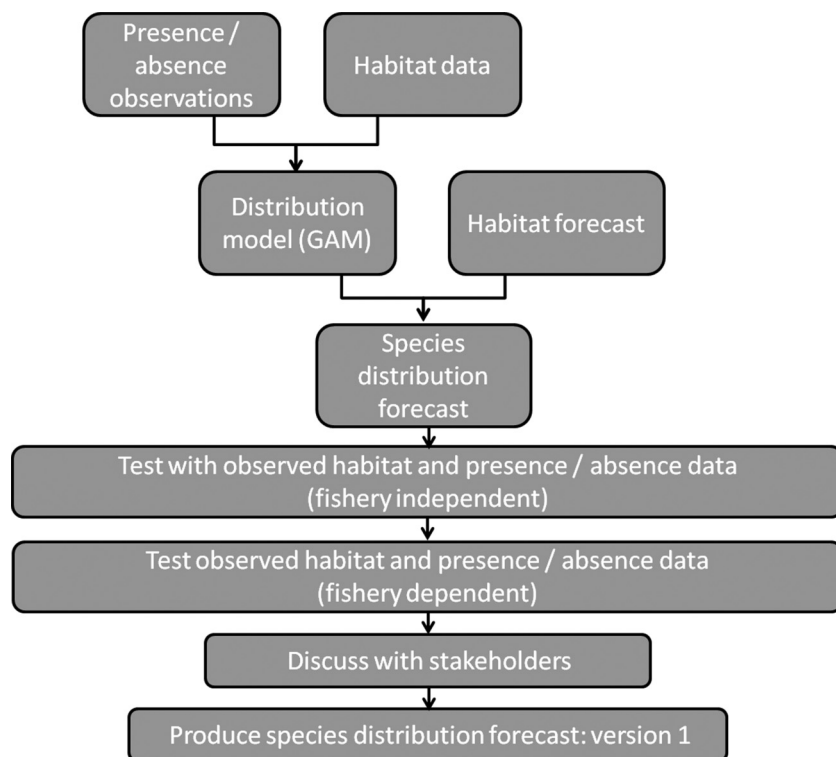 Presence /
absence
observations
Habitat data
Distribution
model (GAM)
Habitat forecast
Species
distribution
forecast
Test with observed habitat and presence / absence data
(fishery independent)
Test observed habitat and presence / absence data
(fishery dependent)
Discuss with stakeholders
Produce species distribution forecast: version 1